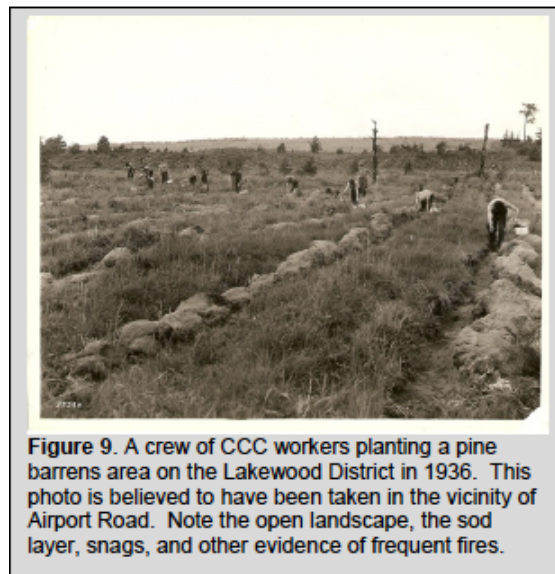 Figure 9. A crew of CCC workers planting a pine
barrens area on the Lakewood District in 1936. This
photo is believed to have been taken in the vicinity of
Airport Road. Note the open landscape, the sod
layer, snags, and other evidence of frequent fires.